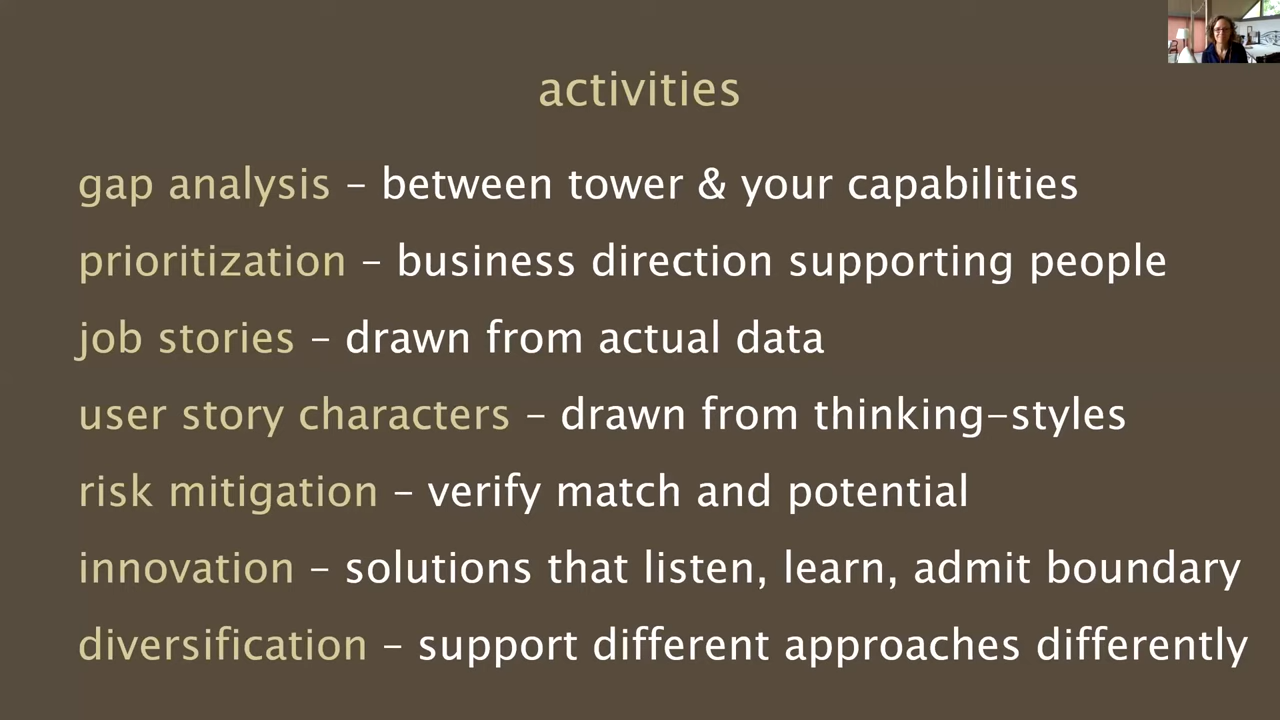 activities
gap analysis – between tower & your capabilities
prioritization – business direction supporting people
job stories – drawn from actual data
user story characters – drawn from thinking-styles
risk mitigation – verify match and potential
innovation – solutions that listen, learn, admit boundary
diversification – support different approaches differently